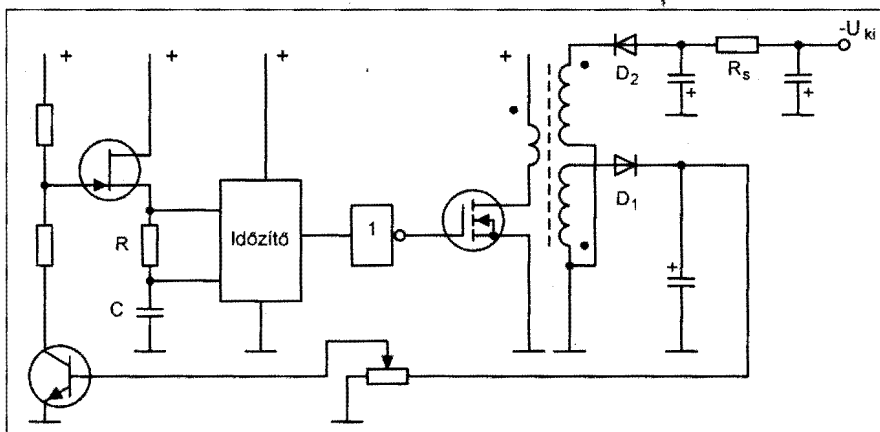 + + + +
-U ki
D2
Rs
+ +
D1
R
Időzítő
1
C
+